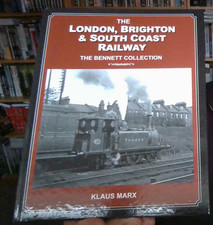 THE
LONDON, BRIGHTON
& SOUTH COAST
RAILWAY
THE BENNETT COLLECTION
KLAUS MARX